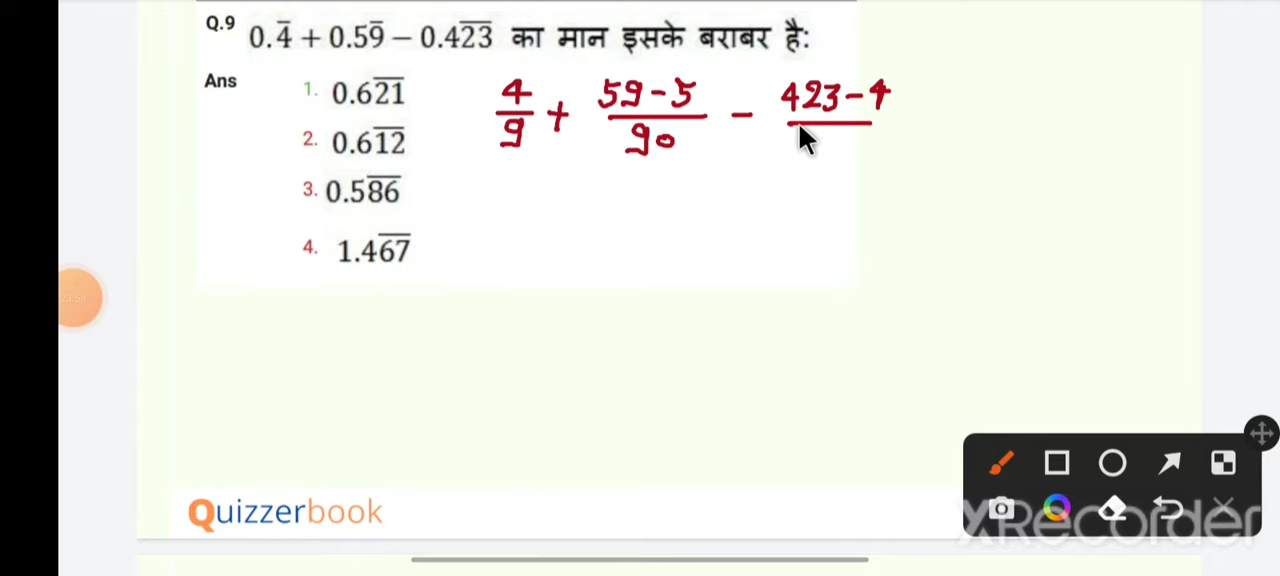 Q.9 0.4̅ + 0.59̅ − 0.42̅3̅ का मान इसके बराबर है:
Ans
1. 0.62̅1̅
2. 0.61̅2̅
3. 0.58̅6̅
4. 1.46̅7̅
4/9 + 59-5/90 - 423-4
Quizzerbook
XRecorder